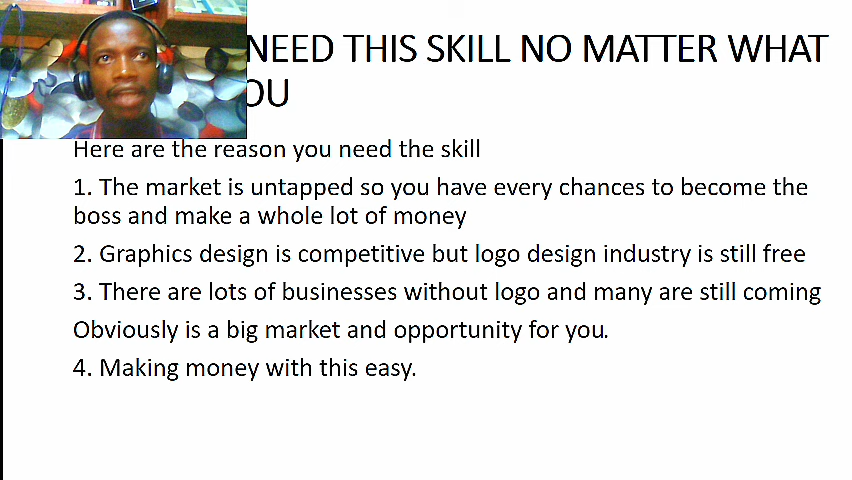 NEED THIS SKILL NO MATTER WHAT
OU
Here are the reason you need the skill
1. The market is untapped so you have every chances to become the
boss and make a whole lot of money
2. Graphics design is competitive but logo design industry is still free
3. There are lots of businesses without logo and many are still coming
Obviously is a big market and opportunity for you.
4. Making money with this easy.